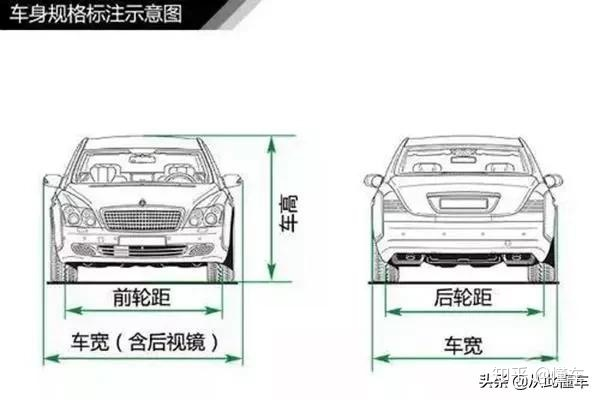 车身规格标注示意图
车高
前轮距
后轮距
车宽（含后视镜）
车宽
知乎 @懂车
头条 @从此懂车